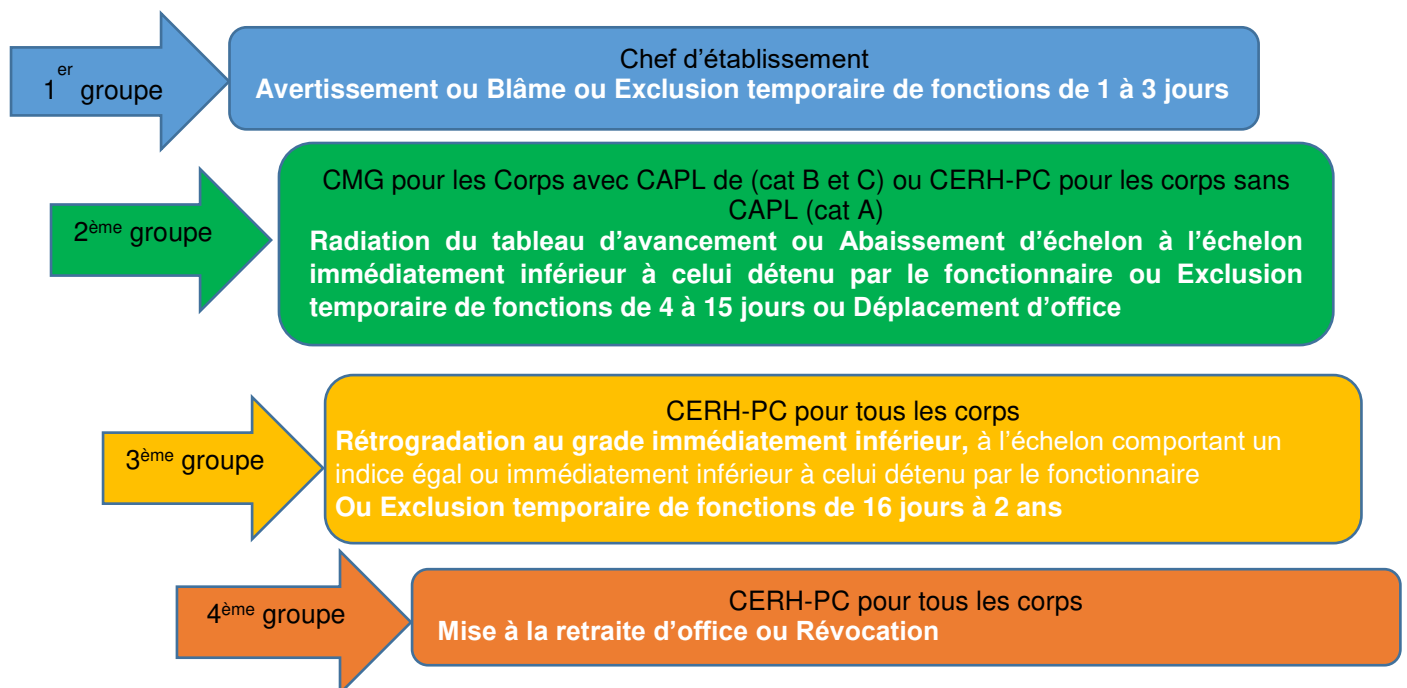 1er groupe
Chef d'établissement
Avertissement ou Blâme ou Exclusion temporaire de fonctions de 1 à 3 jours
2ème groupe
CMG pour les Corps avec CAPL de (cat B et C) ou CERH-PC pour les corps sans
CAPL (cat A)
Radiation du tableau d'avancement ou Abaissement d'échelon à l'échelon
immédiatement inférieur à celui détenu par le fonctionnaire ou Exclusion
temporaire de fonctions de 4 à 15 jours ou Déplacement d'office
3ème groupe
CERH-PC pour tous les corps
Rétrogradation au grade immédiatement inférieur, à l'échelon comportant un
indice égal ou immédiatement inférieur à celui détenu par le fonctionnaire
Ou Exclusion temporaire de fonctions de 16 jours à 2 ans
4ème groupe
CERH-PC pour tous les corps
Mise à la retraite d'office ou Révocation